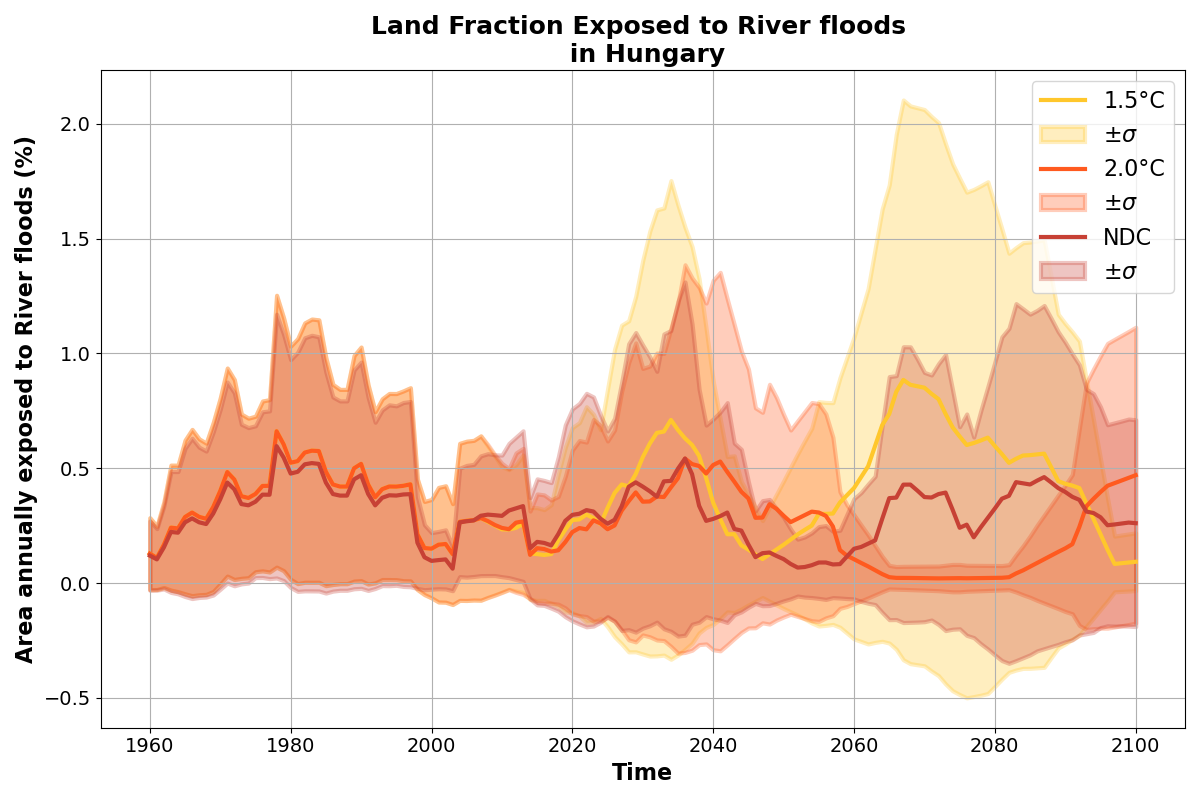 Land Fraction Exposed to River floods
in Hungary
Area annually exposed to River floods (%)
2.0
1.5
1.0
0.5
0.0
−0.5
1960
1980
2000
2020
2040
2060
2080
2100
Time
1.5°C
±σ
2.0°C
±σ
NDC
±σ